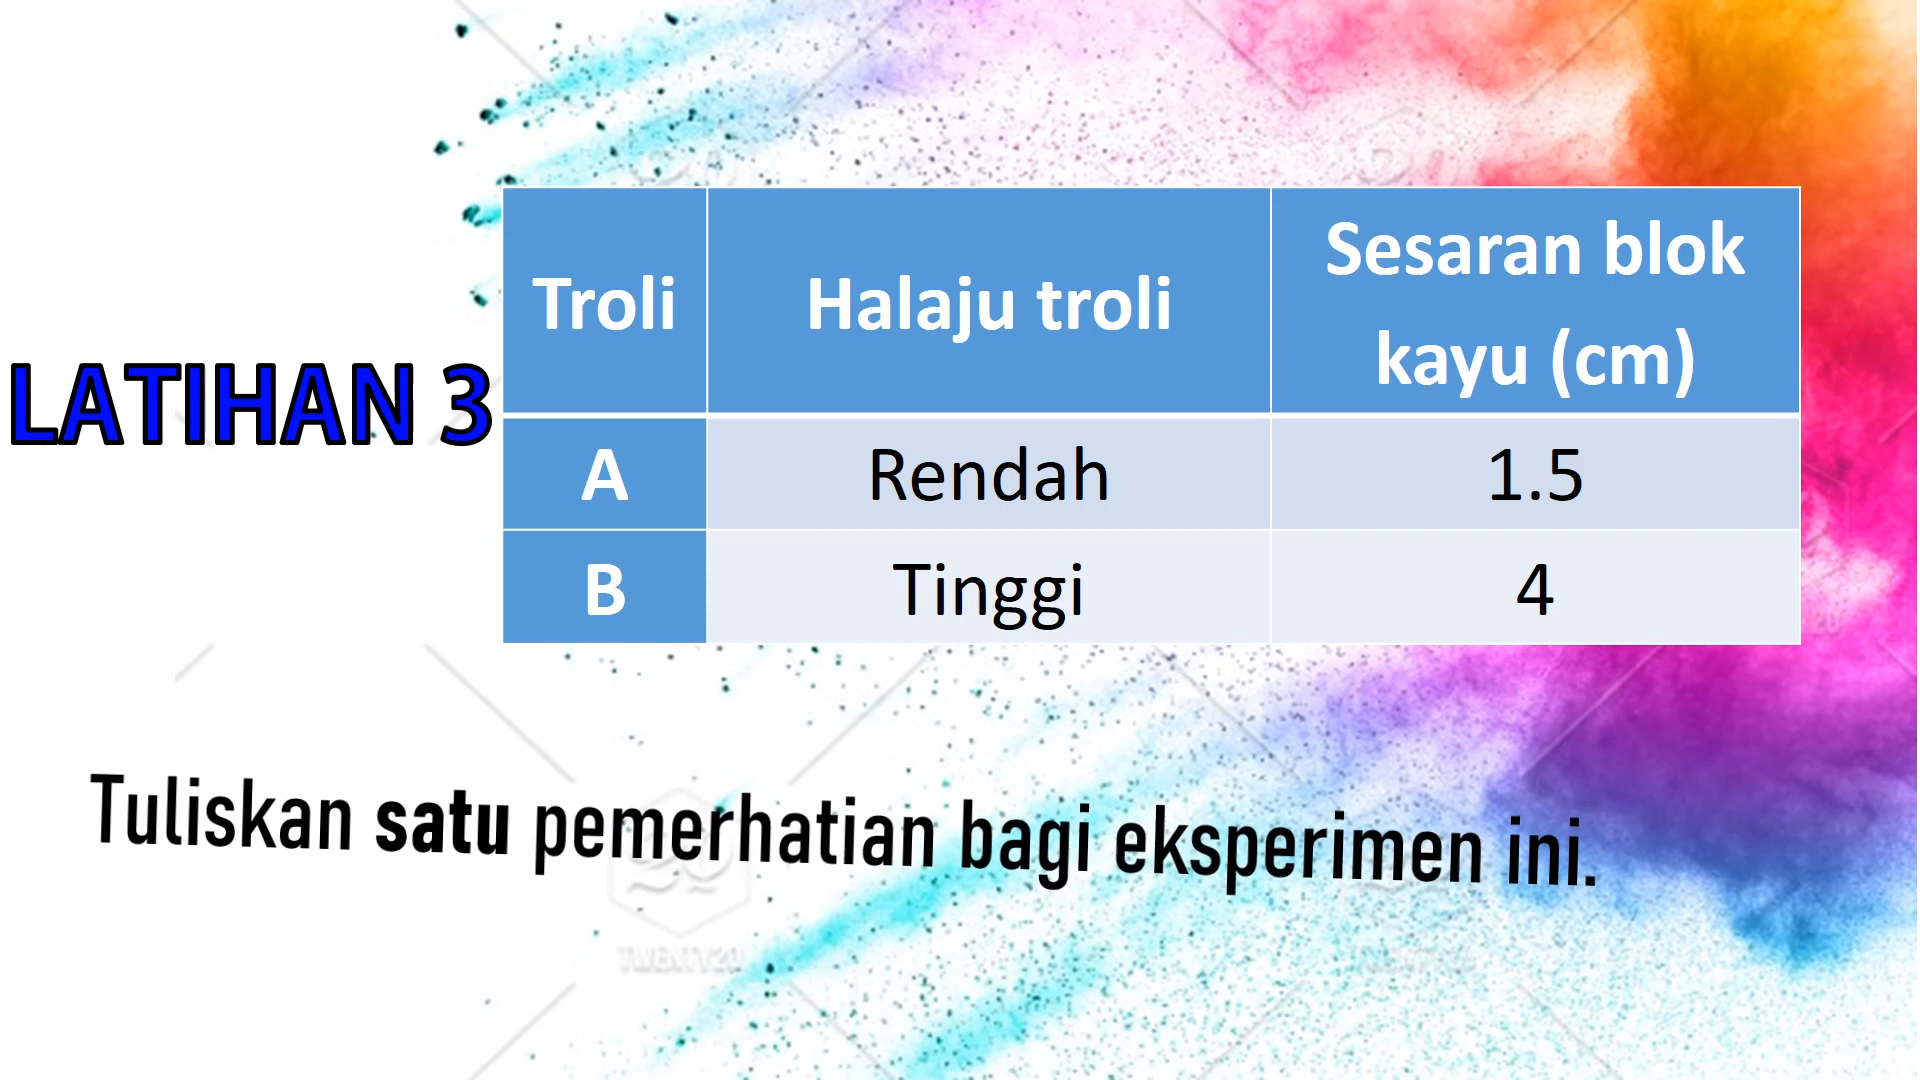 LATIHAN 3
Troli Halaju troli Sesaran blok
kayu (cm)
A Rendah 1.5
B Tinggi 4
Tuliskan satu pemerhatian bagi eksperimen ini.
TWENTY20